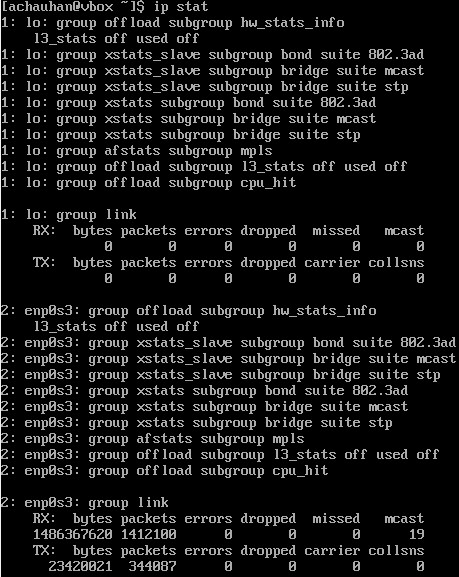 [achauhan@vbox ~]$ ip stat
1: lo: group offload subgroup hw_stats_info
    l3_stats off used off
1: lo: group xstats_slave subgroup bond suite 802.3ad
1: lo: group xstats_slave subgroup bridge suite mcast
1: lo: group xstats_slave subgroup bridge suite stp
1: lo: group xstats subgroup bond suite 802.3ad
1: lo: group xstats subgroup bridge suite mcast
1: lo: group xstats subgroup bridge suite stp
1: lo: group afstats subgroup mpls
1: lo: group offload subgroup l3_stats off used off
1: lo: group offload subgroup cpu_hit

1: lo: group link
    RX:  bytes packets errors dropped  missed   mcast
             0       0      0       0       0       0
    TX:  bytes packets errors dropped carrier collsns
             0       0      0       0       0       0

2: enp0s3: group offload subgroup hw_stats_info
    l3_stats off used off
2: enp0s3: group xstats_slave subgroup bond suite 802.3ad
2: enp0s3: group xstats_slave subgroup bridge suite mcast
2: enp0s3: group xstats_slave subgroup bridge suite stp
2: enp0s3: group xstats subgroup bond suite 802.3ad
2: enp0s3: group xstats subgroup bridge suite mcast
2: enp0s3: group xstats subgroup bridge suite stp
2: enp0s3: group afstats subgroup mpls
2: enp0s3: group offload subgroup l3_stats off used off
2: enp0s3: group offload subgroup cpu_hit

2: enp0s3: group link
    RX:  bytes packets errors dropped  missed   mcast
    1486367620 1412100      0       0       0      19
    TX:  bytes packets errors dropped carrier collsns
      23420021  344087      0       0       0       0